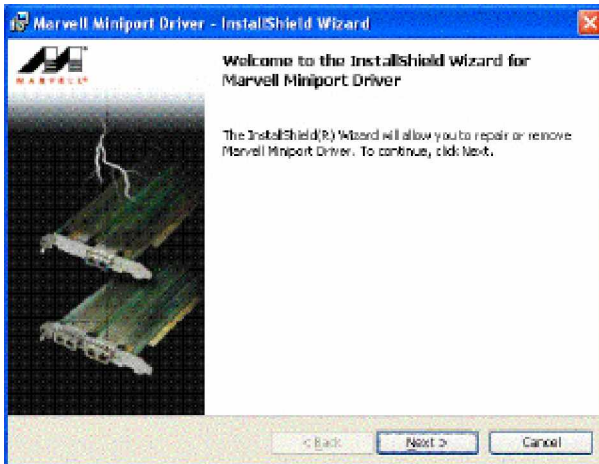 Marvell Miniport Driver - InstallShield Wizard
MARVELL®
Welcome to the InstallShield Wizard for
Marvell Miniport Driver
The InstallShield(R) Wizard will allow you to repair or remove
Marvell Miniport Driver. To continue, click Next.
< Back
Next >
Cancel